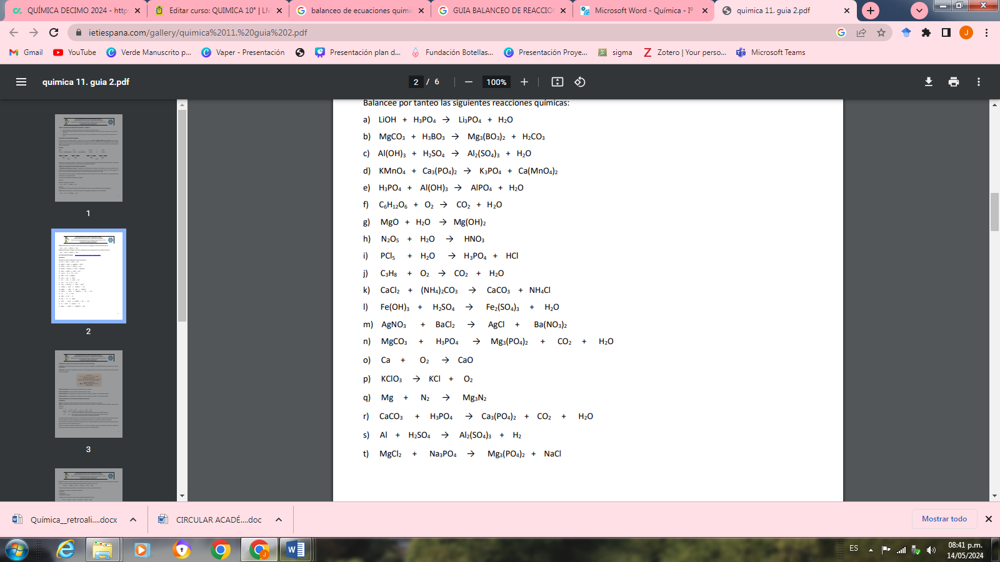 QUÍMICA DECIMO 2024 - http:
Editar curso: QUIMICA 10° | LM
balanceo de ecuaciones quimic
GUIA BALANCEO DE REACCIO
Microsoft Word - Química - Iº
quimica 11. guia 2.pdf
ietiespana.com/gallery/quimica%2011.%20guia%202.pdf
J
Gmail
YouTube
Verde Manuscrito p...
Vaper - Presentación
Presentación plan d...
Fundación Botellas...
Presentación Proye...
sigma
Zotero | Your perso...
Microsoft Teams
quimica 11. guia 2.pdf
2 / 6
100%
1
2
3
Balancee por tanteo las siguientes reacciones químicas:
a) LiOH + H₃PO₄ → Li₃PO₄ + H₂O
b) MgCO₃ + H₃BO₃ → Mg₃(BO₃)₂ + H₂CO₃
c) Al(OH)₃ + H₂SO₄ → Al₂(SO₄)₃ + H₂O
d) KMnO₄ + Ca₃(PO₄)₂ → K₃PO₄ + Ca(MnO₄)₂
e) H₃PO₄ + Al(OH)₃ → AlPO₄ + H₂O
f) C₆H₁₂O₆ + O₂ → CO₂ + H₂O
g) MgO + H₂O → Mg(OH)₂
h) N₂O₅ + H₂O → HNO₃
i) PCl₅ + H₂O → H₃PO₄ + HCl
j) C₃H₈ + O₂ → CO₂ + H₂O
k) CaCl₂ + (NH₄)₂CO₃ → CaCO₃ + NH₄Cl
l) Fe(OH)₃ + H₂SO₄ → Fe₂(SO₄)₃ + H₂O
m) AgNO₃ + BaCl₂ → AgCl + Ba(NO₃)₂
n) MgCO₃ + H₃PO₄ → Mg₃(PO₄)₂ + CO₂ + H₂O
o) Ca + O₂ → CaO
p) KClO₃ → KCl + O₂
q) Mg + N₂ → Mg₃N₂
r) CaCO₃ + H₃PO₄ → Ca₃(PO₄)₂ + CO₂ + H₂O
s) Al + H₂SO₄ → Al₂(SO₄)₃ + H₂
t) MgCl₂ + Na₃PO₄ → Mg₃(PO₄)₂ + NaCl
Química__retroali....docx
CIRCULAR ACADÉ....doc
Mostrar todo
ES
08:41 p.m.
14/05/2024